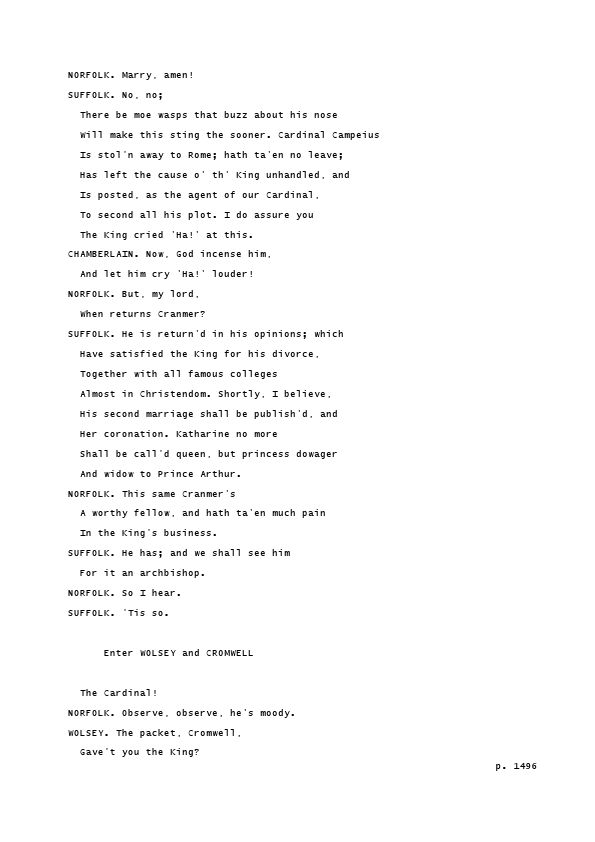 NORFOLK. Marry, amen!
SUFFOLK. No, no;
There be moe wasps that buzz about his nose
Will make this sting the sooner. Cardinal Campeius
Is stol'n away to Rome; hath ta'en no leave;
Has left the cause o' th' King unhandled, and
Is posted, as the agent of our Cardinal,
To second all his plot. I do assure you
The King cried 'Ha!' at this.
CHAMBERLAIN. Now, God incense him,
And let him cry 'Ha!' louder!
NORFOLK. But, my lord,
When returns Cranmer?
SUFFOLK. He is return'd in his opinions; which
Have satisfied the King for his divorce,
Together with all famous colleges
Almost in Christendom. Shortly, I believe,
His second marriage shall be publish'd, and
Her coronation. Katharine no more
Shall be call'd queen, but princess dowager
And widow to Prince Arthur.
NORFOLK. This same Cranmer's
A worthy fellow, and hath ta'en much pain
In the King's business.
SUFFOLK. He has; and we shall see him
For it an archbishop.
NORFOLK. So I hear.
SUFFOLK. 'Tis so.
Enter WOLSEY and CROMWELL
The Cardinal!
NORFOLK. Observe, observe, he's moody.
WOLSEY. The packet, Cromwell,
Gave't you the King?
p. 1496